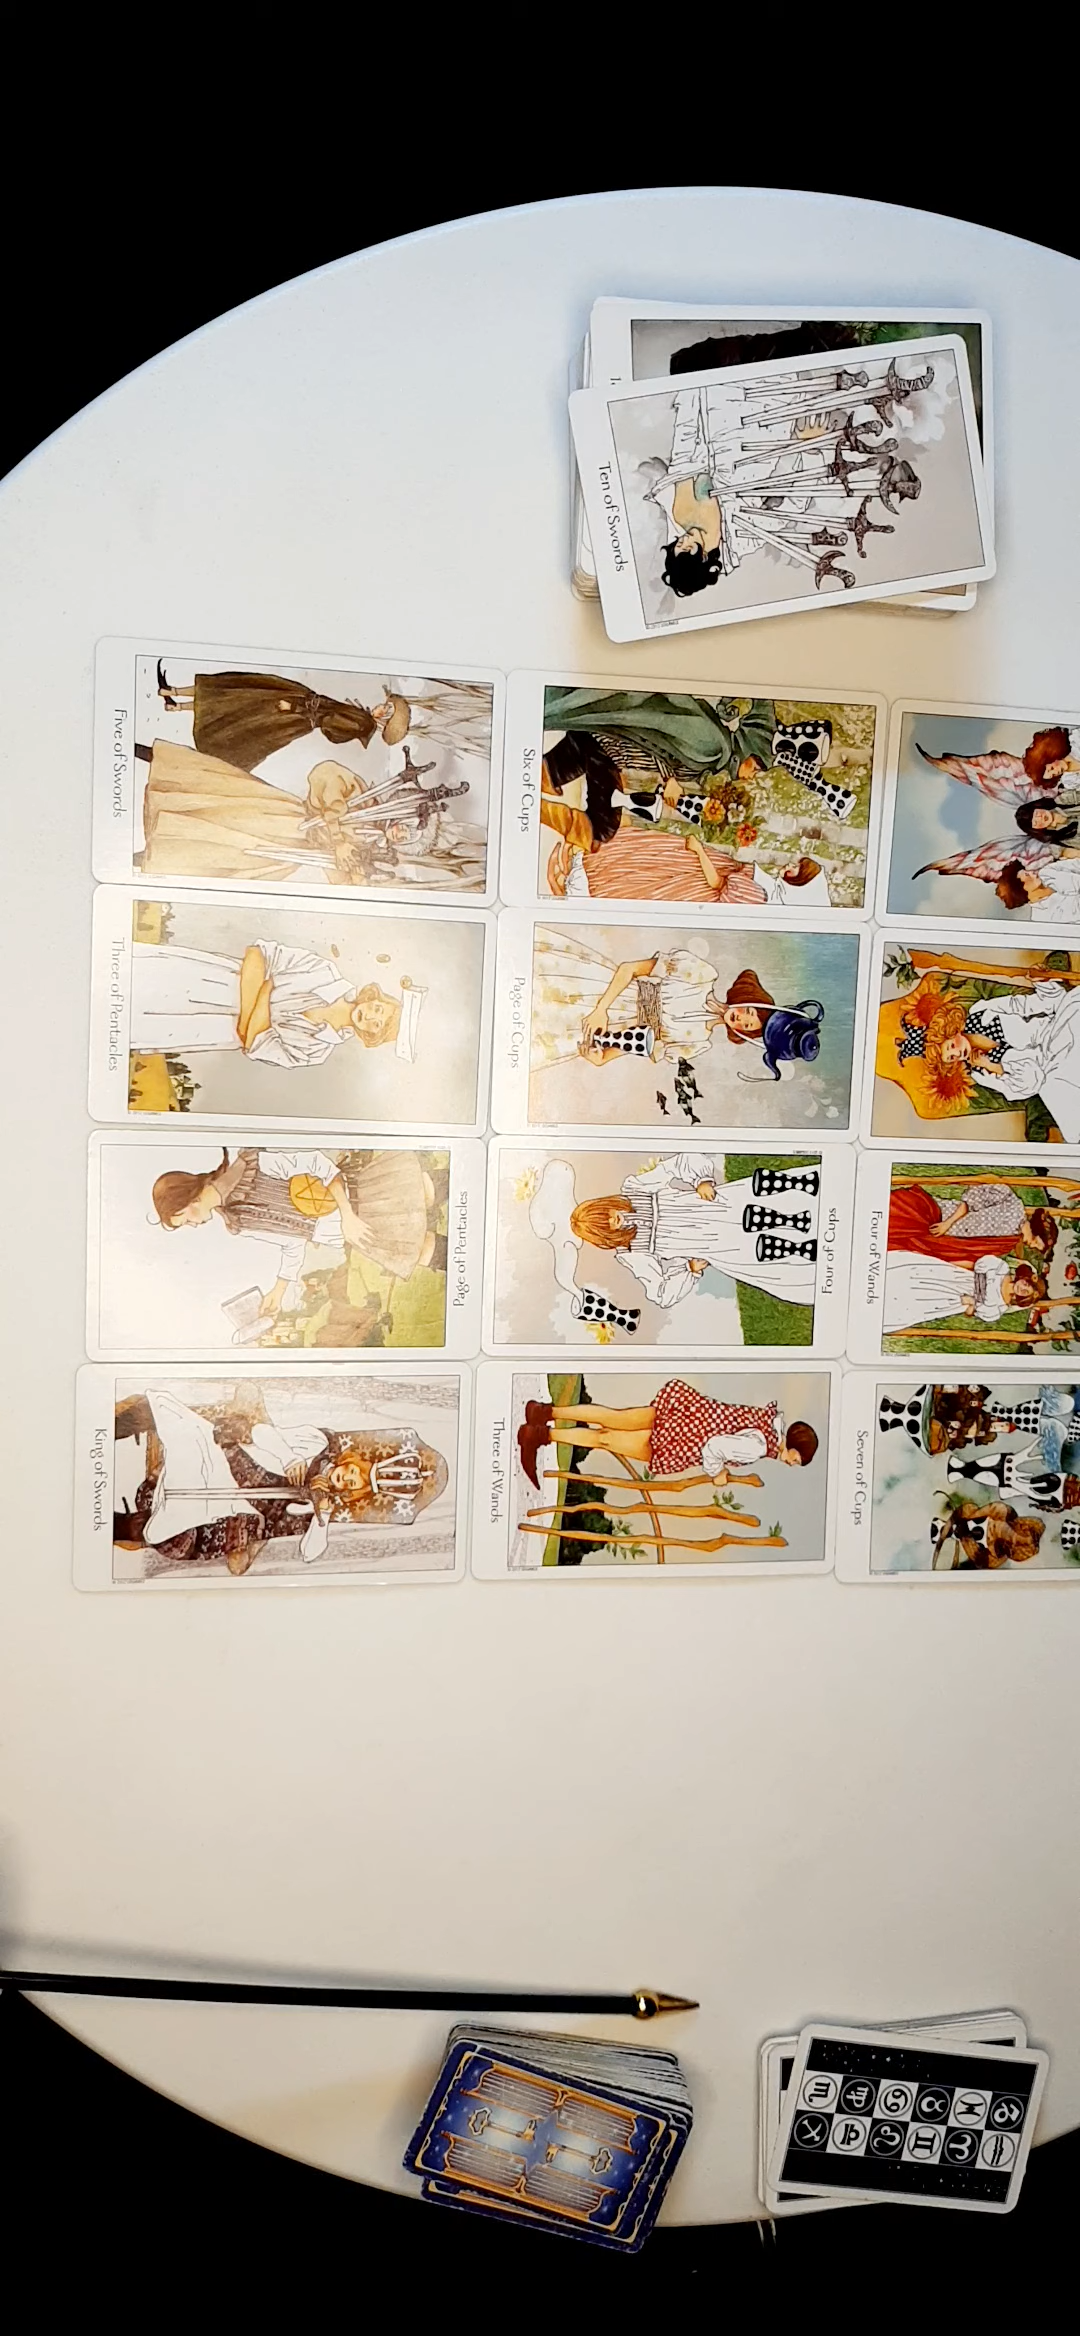 Ten of Swords
Five of Swords
Six of Cups
Three of Pentacles
Page of Cups
Page of Pentacles
Four of Cups
Four of Wands
King of Swords
Three of Wands
Seven of Cups